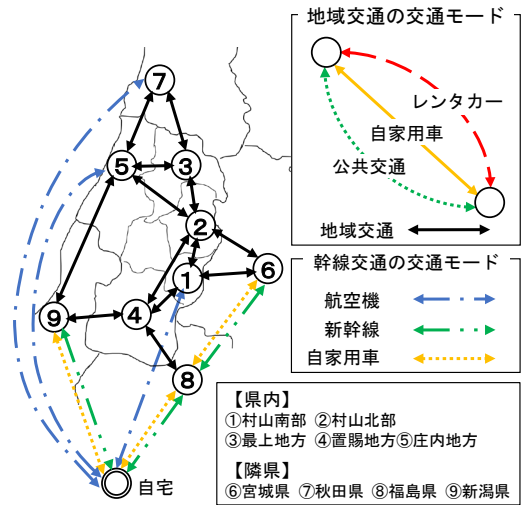 地域交通の交通モード
レンタカー
自家用車
公共交通
地域交通
幹線交通の交通モード
航空機
新幹線
自家用車
⑦
⑤
③
②
①
⑥
⑨
④
⑧
自宅
【県内】
①村山南部 ②村山北部
③最上地方 ④置賜地方⑤庄内地方
【隣県】
⑥宮城県 ⑦秋田県 ⑧福島県 ⑨新潟県